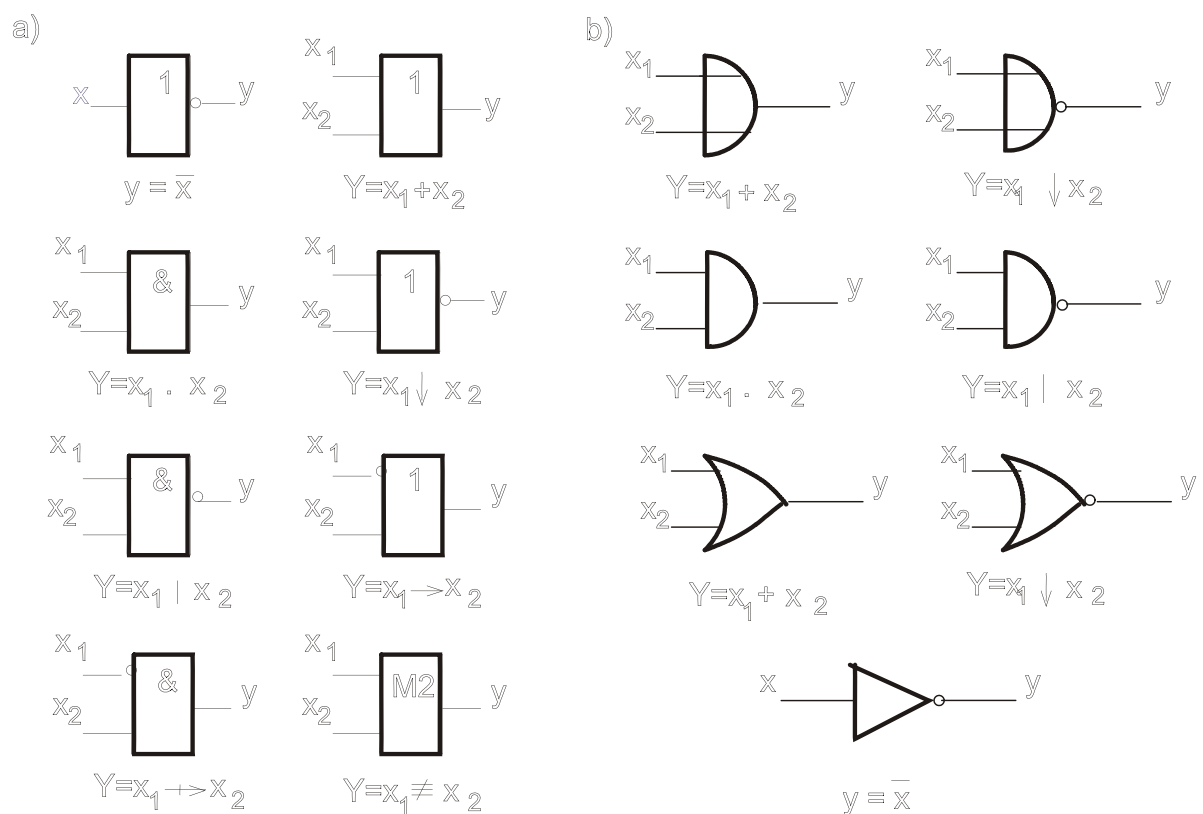 a)
x 1 y
y = x̅
x₁ x₂ 1 y
Y=x₁+x₂
x₁ x₂ & y
Y=x₁ . x₂
x₁ x₂ 1 y
Y=x₁ ↓ x₂
x₁ x₂ & y
Y=x₁ | x₂
x₁ x₂ 1 y
Y=x₁ → x₂
x₁ x₂ & y
Y=x₁ ⇸ x₂
x₁ x₂ M2 y
Y=x₁ ≢ x₂
b)
x₁ x₂ y
Y=x₁ + x₂
x₁ x₂ y
Y=x₁ ↓ x₂
x₁ x₂ y
Y=x₁ . x₂
x₁ x₂ y
Y=x₁ | x₂
x₁ x₂ y
Y=x₁ + x₂
x₁ x₂ y
Y=x₁ ↓ x₂
x y
y = x̅